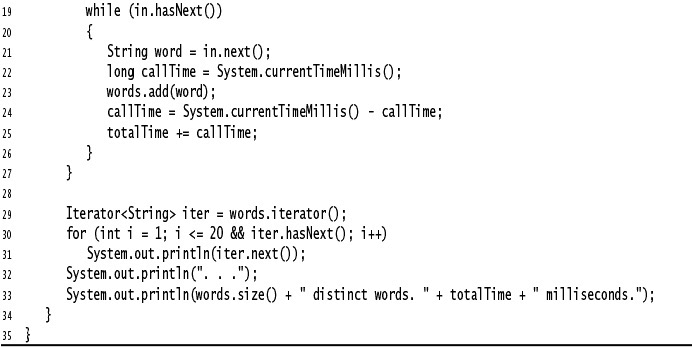 19 while (in.hasNext())
20 {
21 String word = in.next();
22 long callTime = System.currentTimeMillis();
23 words.add(word);
24 callTime = System.currentTimeMillis() - callTime;
25 totalTime += callTime;
26 }
27 }
28
29 Iterator<String> iter = words.iterator();
30 for (int i = 1; i <= 20 && iter.hasNext(); i++)
31 System.out.println(iter.next());
32 System.out.println(". . .");
33 System.out.println(words.size() + " distinct words. " + totalTime + " milliseconds.");
34 }
35 }